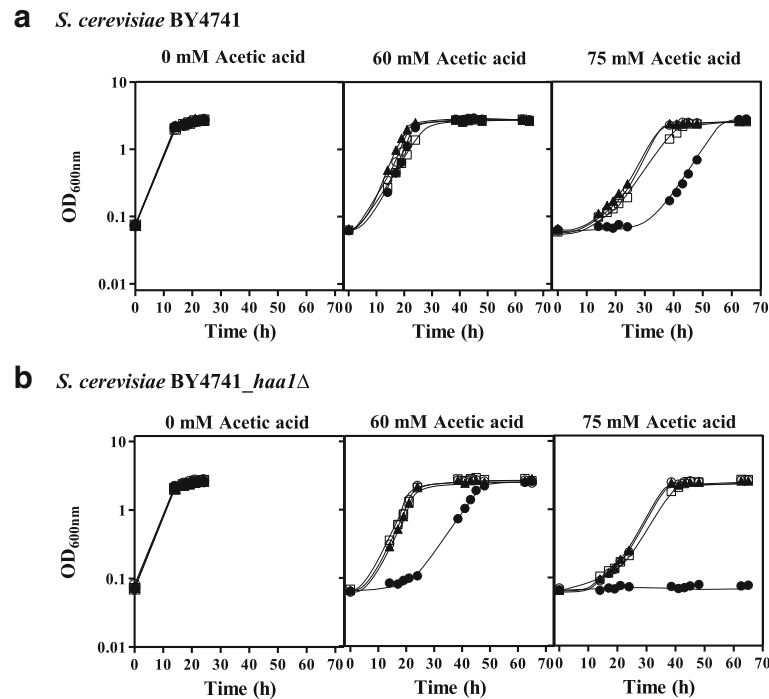 a S. cerevisiae BY4741
0 mM Acetic acid 60 mM Acetic acid 75 mM Acetic acid
10
1
0.1
0.01
OD600nm
0 10 20 30 40 50 60 70 0 10 20 30 40 50 60 70 0 10 20 30 40 50 60 70
Time (h) Time (h) Time (h)
b S. cerevisiae BY4741_haa1Δ
0 mM Acetic acid 60 mM Acetic acid 75 mM Acetic acid
10
1
0.1
0.01
OD600nm
0 10 20 30 40 50 60 70 0 10 20 30 40 50 60 70 0 10 20 30 40 50 60 70
Time (h) Time (h) Time (h)